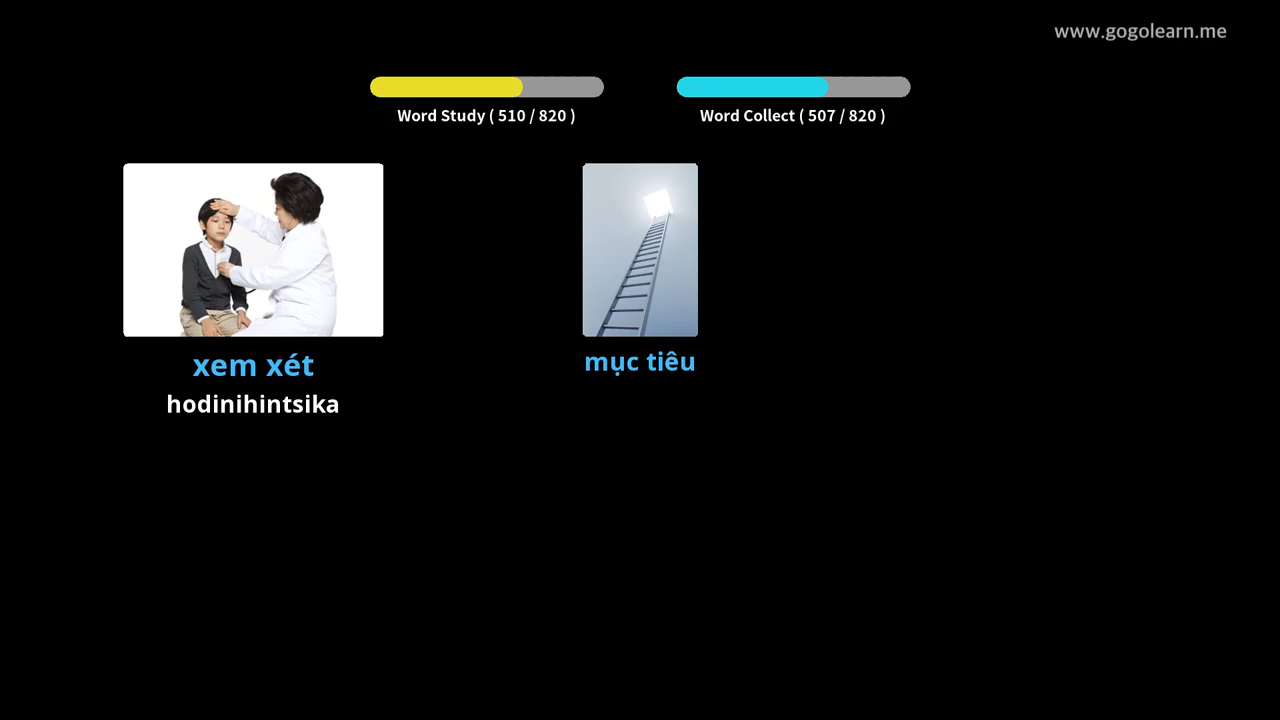 www.gogolearn.me
Word Study ( 510 / 820 )
Word Collect ( 507 / 820 )
xem xét
hodinihintsika
mục tiêu